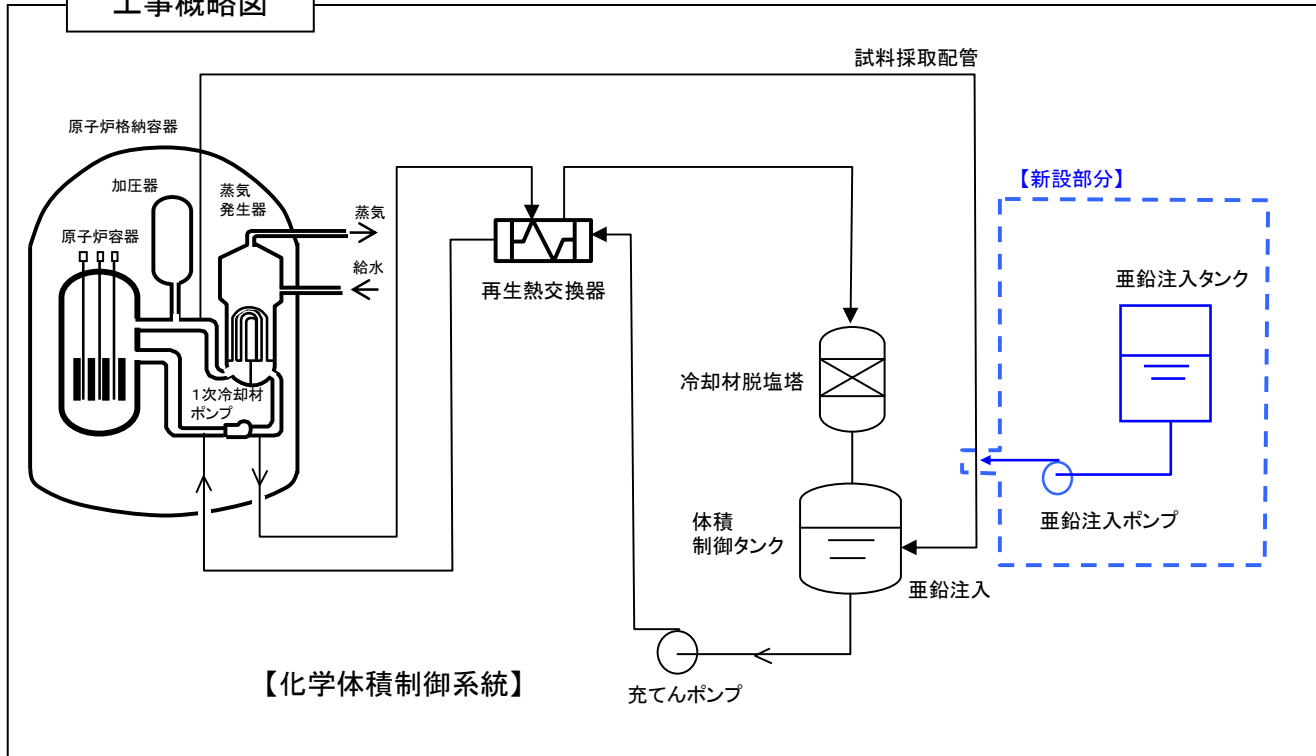 工事概略図
試料採取配管
原子炉格納容器
加圧器
蒸気
発生器
蒸気
原子炉容器
給水
1次冷却材
ポンプ
再生熱交換器
冷却材脱塩塔
体積
制御タンク
亜鉛注入
充てんポンプ
【化学体積制御系統】
【新設部分】
亜鉛注入タンク
亜鉛注入ポンプ